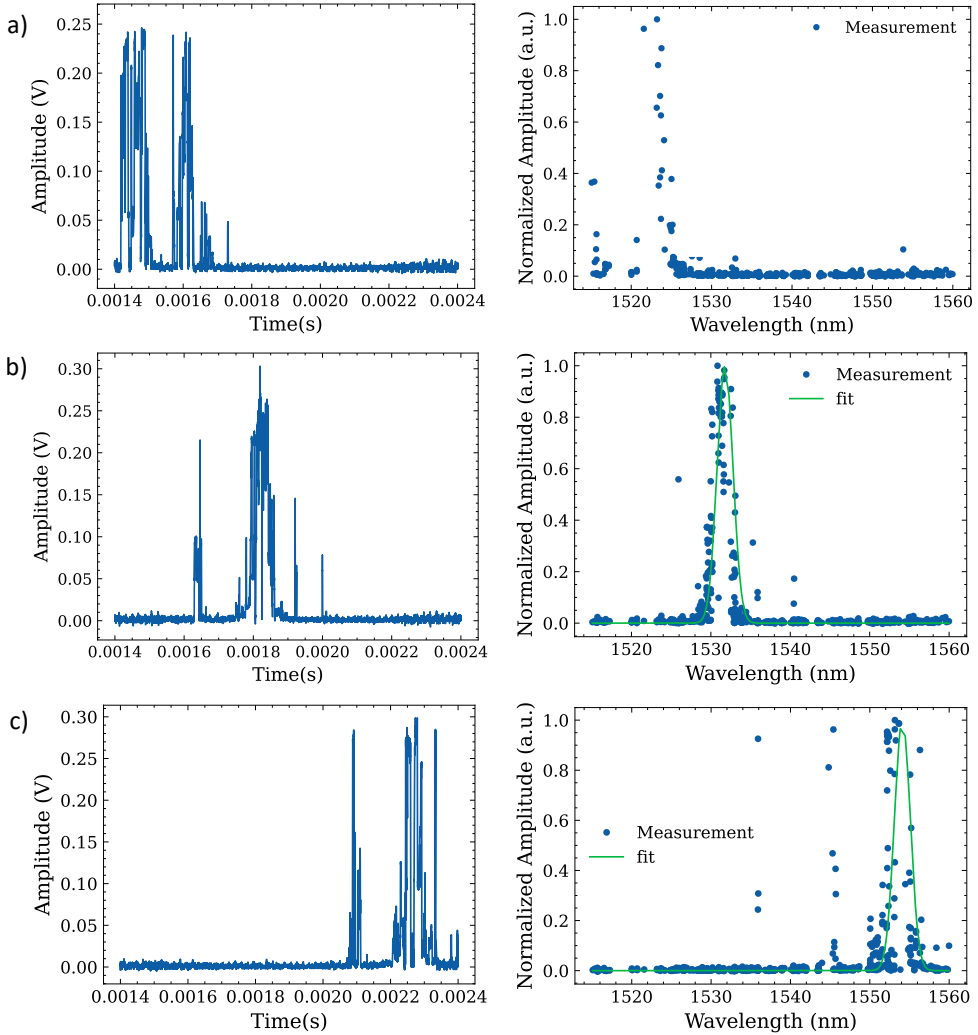 a)
Amplitude (V)
0.25
0.20
0.15
0.10
0.05
0.00
0.0014 0.0016 0.0018 0.0020 0.0022 0.0024
Time(s)
Normalized Amplitude (a.u.)
1.0
0.8
0.6
0.4
0.2
0.0
Measurement
1520 1530 1540 1550 1560
Wavelength (nm)
b)
Amplitude (V)
0.30
0.25
0.20
0.15
0.10
0.05
0.00
0.0014 0.0016 0.0018 0.0020 0.0022 0.0024
Time(s)
Normalized Amplitude (a.u.)
1.0
0.8
0.6
0.4
0.2
0.0
Measurement
fit
1520 1530 1540 1550 1560
Wavelength (nm)
c)
Amplitude (V)
0.30
0.25
0.20
0.15
0.10
0.05
0.00
0.0014 0.0016 0.0018 0.0020 0.0022 0.0024
Time(s)
Normalized Amplitude (a.u.)
1.0
0.8
0.6
0.4
0.2
0.0
Measurement
fit
1520 1530 1540 1550 1560
Wavelength (nm)